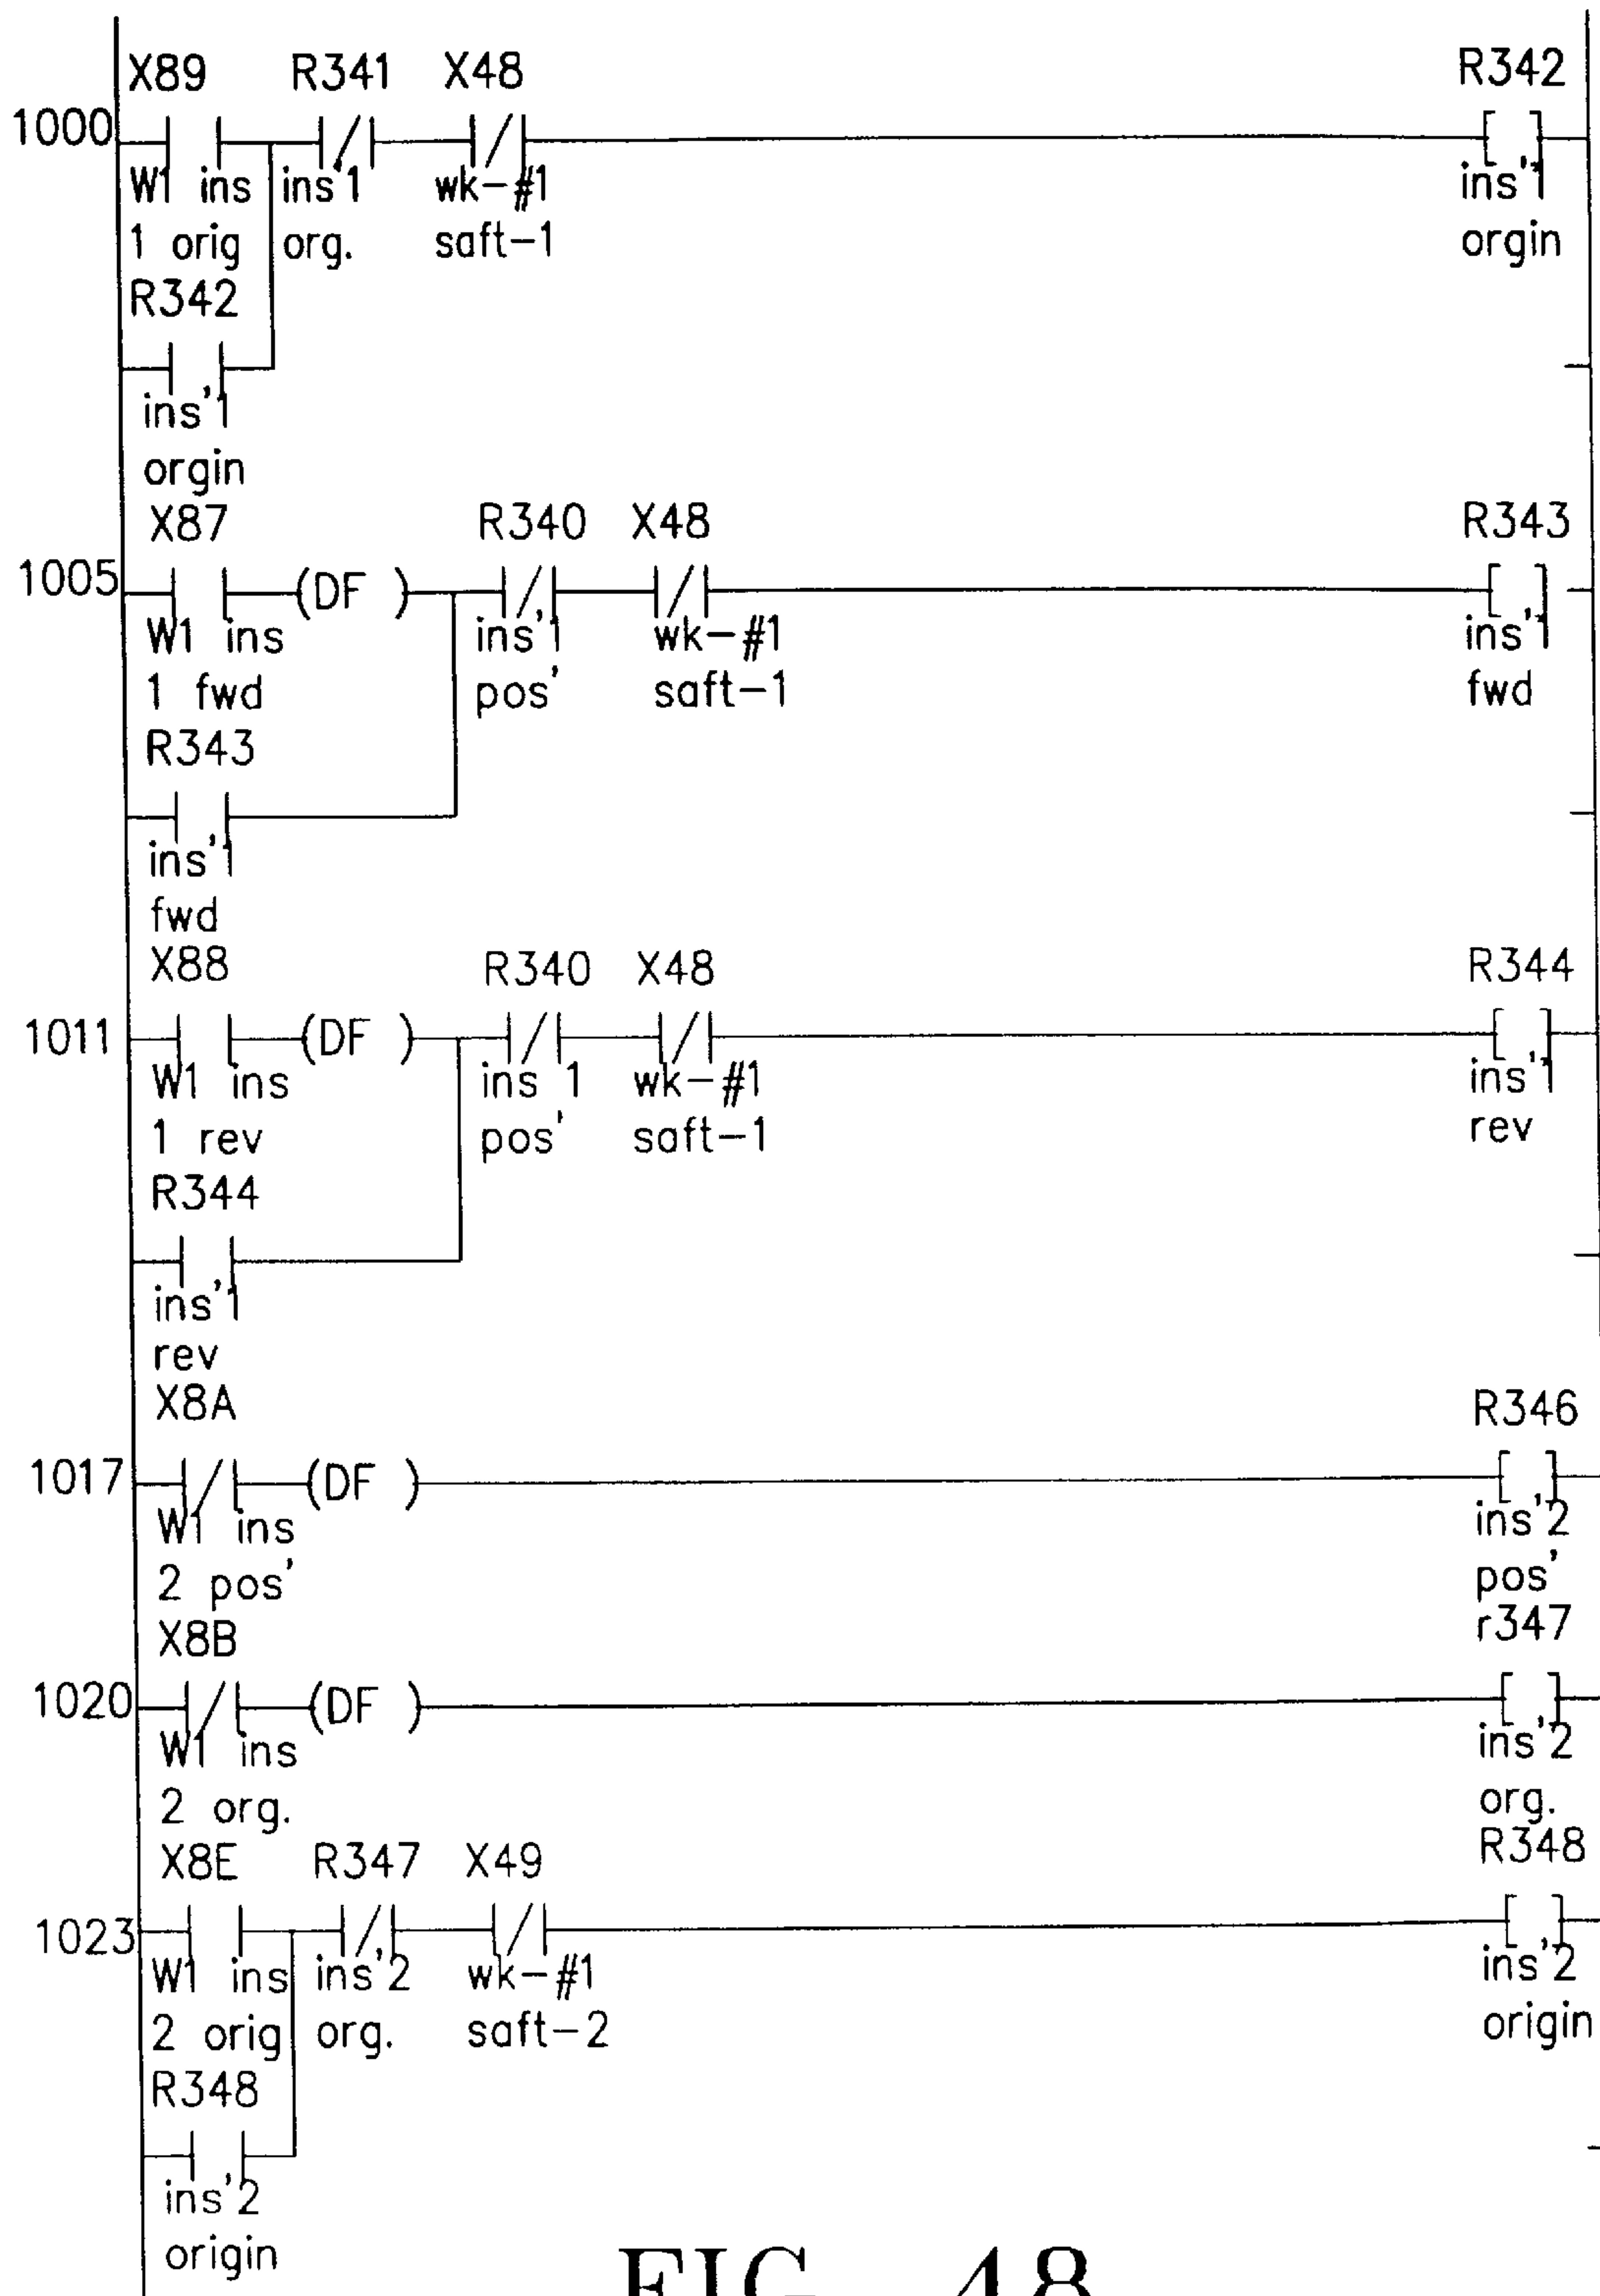 X89 R341 X48 R342
1000
W1 ins ins'1 wk-#1 ins'1
1 orig org. saft-1 orgin
R342
ins'1
orgin
X87 R340 X48 R343
1005 (DF )
W1 ins ins'1 wk-#1 ins'1
1 fwd pos' saft-1 fwd
R343
ins'1
fwd
X88 R340 X48 R344
1011 (DF )
W1 ins ins'1 wk-#1 ins'1
1 rev pos' saft-1 rev
R344
ins'1
rev
X8A R346
1017 (DF )
W1 ins ins'2
2 pos' pos'
X8B r347
1020 (DF )
W1 ins ins'2
2 org. org.
X8E R347 X49 R348
1023
W1 ins ins'2 wk-#1 ins'2
2 orig org. saft-2 origin
R348
ins'2
origin
FIG. 48